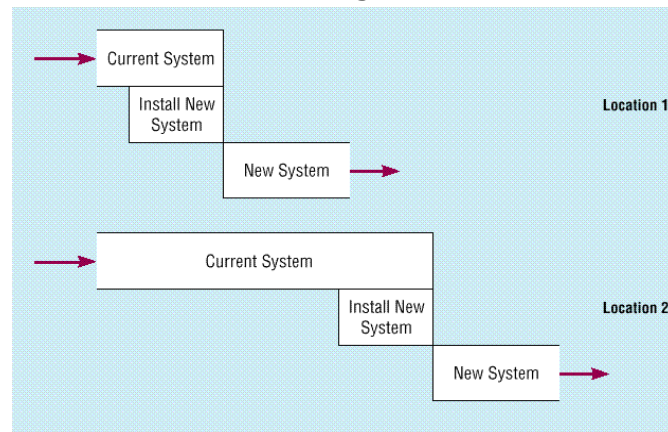 Current System
Install New
System
Location 1
New System
Current System
Install New
System
Location 2
New System